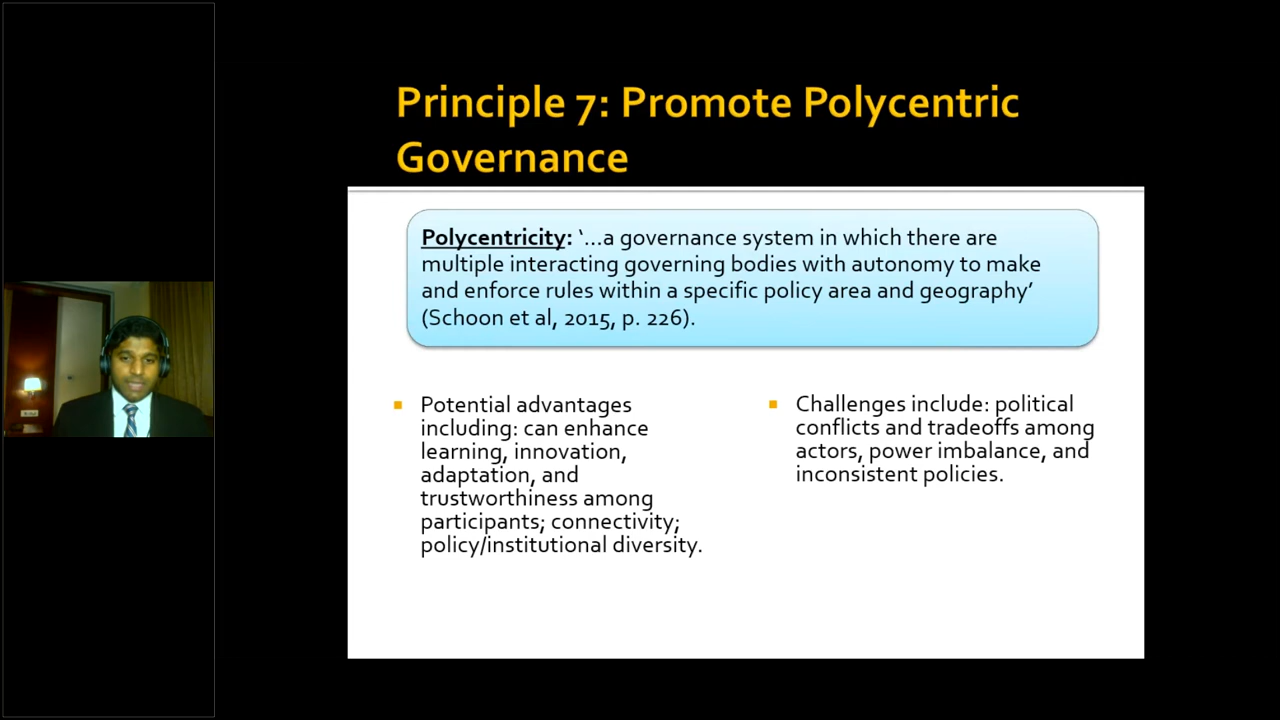 Principle 7: Promote Polycentric
Governance
Polycentricity: ‘...a governance system in which there are
multiple interacting governing bodies with autonomy to make
and enforce rules within a specific policy area and geography’
(Schoon et al, 2015, p. 226).
Potential advantages
including: can enhance
learning, innovation,
adaptation, and
trustworthiness among
participants; connectivity;
policy/institutional diversity.
Challenges include: political
conflicts and tradeoffs among
actors, power imbalance, and
inconsistent policies.